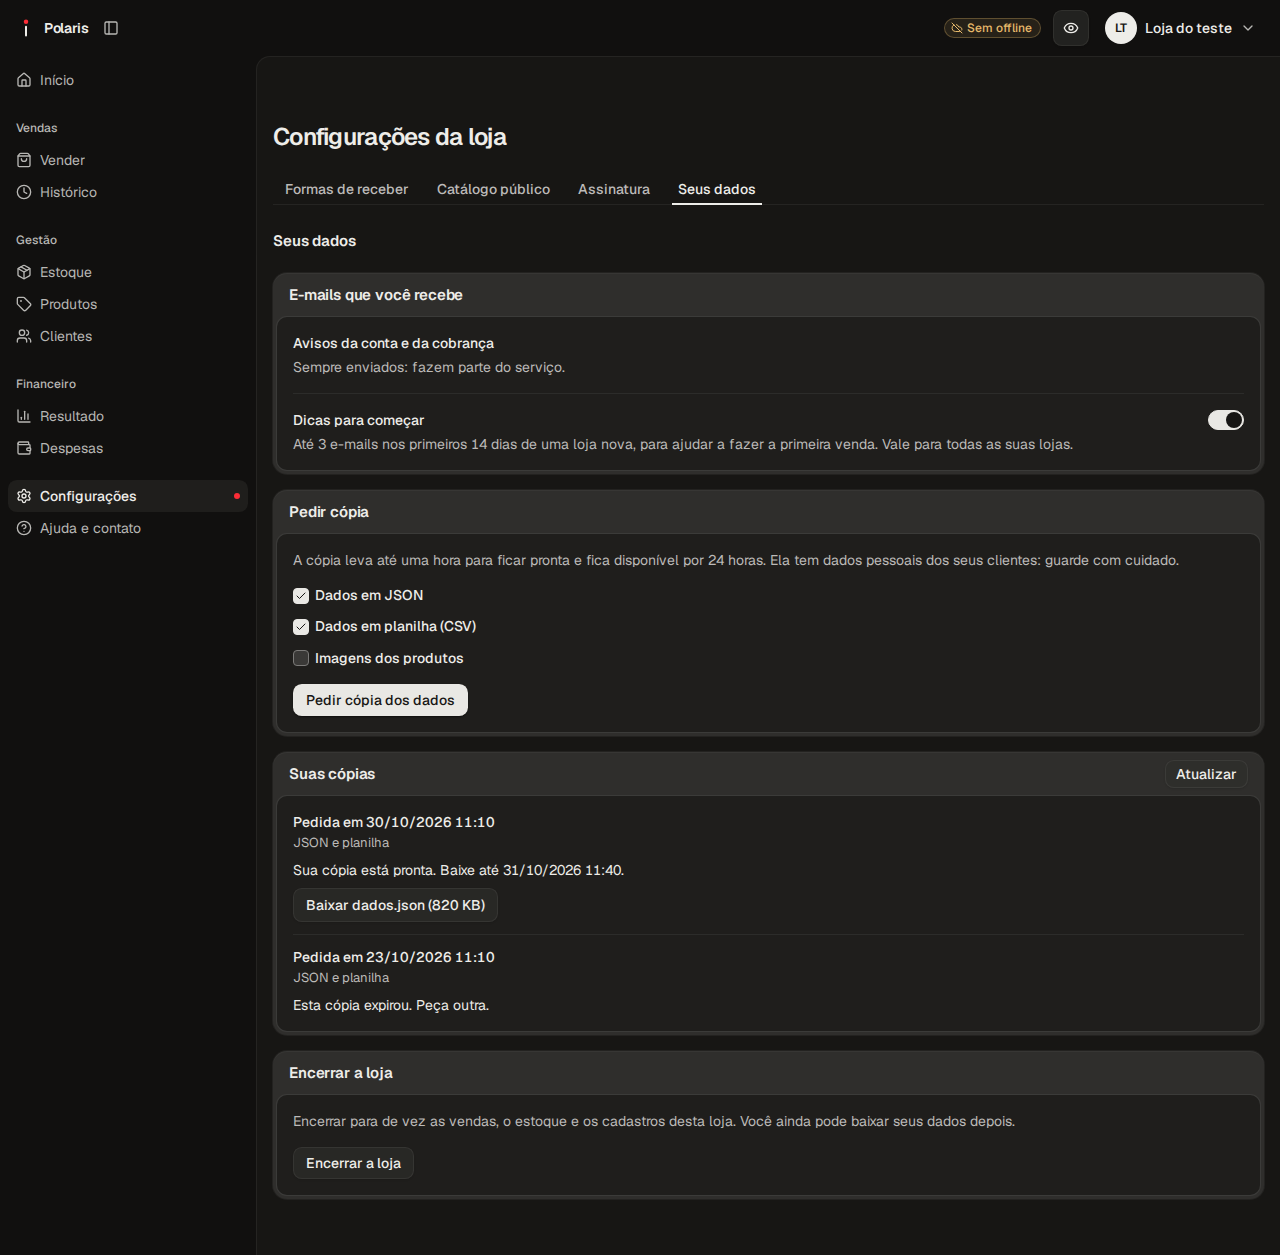 Polaris
Sem offline
LT
Loja do teste
Início
Vendas
Vender
Histórico
Gestão
Estoque
Produtos
Clientes
Financeiro
Resultado
Despesas
Configurações
Ajuda e contato
Configurações da loja
Formas de receber
Catálogo público
Assinatura
Seus dados
Seus dados
E-mails que você recebe
Avisos da conta e da cobrança
Sempre enviados: fazem parte do serviço.
Dicas para começar
Até 3 e-mails nos primeiros 14 dias de uma loja nova, para ajudar a fazer a primeira venda. Vale para todas as suas lojas.
Pedir cópia
A cópia leva até uma hora para ficar pronta e fica disponível por 24 horas. Ela tem dados pessoais dos seus clientes: guarde com cuidado.
Dados em JSON
Dados em planilha (CSV)
Imagens dos produtos
Pedir cópia dos dados
Suas cópias
Atualizar
Pedida em 30/10/2026 11:10
JSON e planilha
Sua cópia está pronta. Baixe até 31/10/2026 11:40.
Baixar dados.json (820 KB)
Pedida em 23/10/2026 11:10
JSON e planilha
Esta cópia expirou. Peça outra.
Encerrar a loja
Encerrar para de vez as vendas, o estoque e os cadastros desta loja. Você ainda pode baixar seus dados depois.
Encerrar a loja